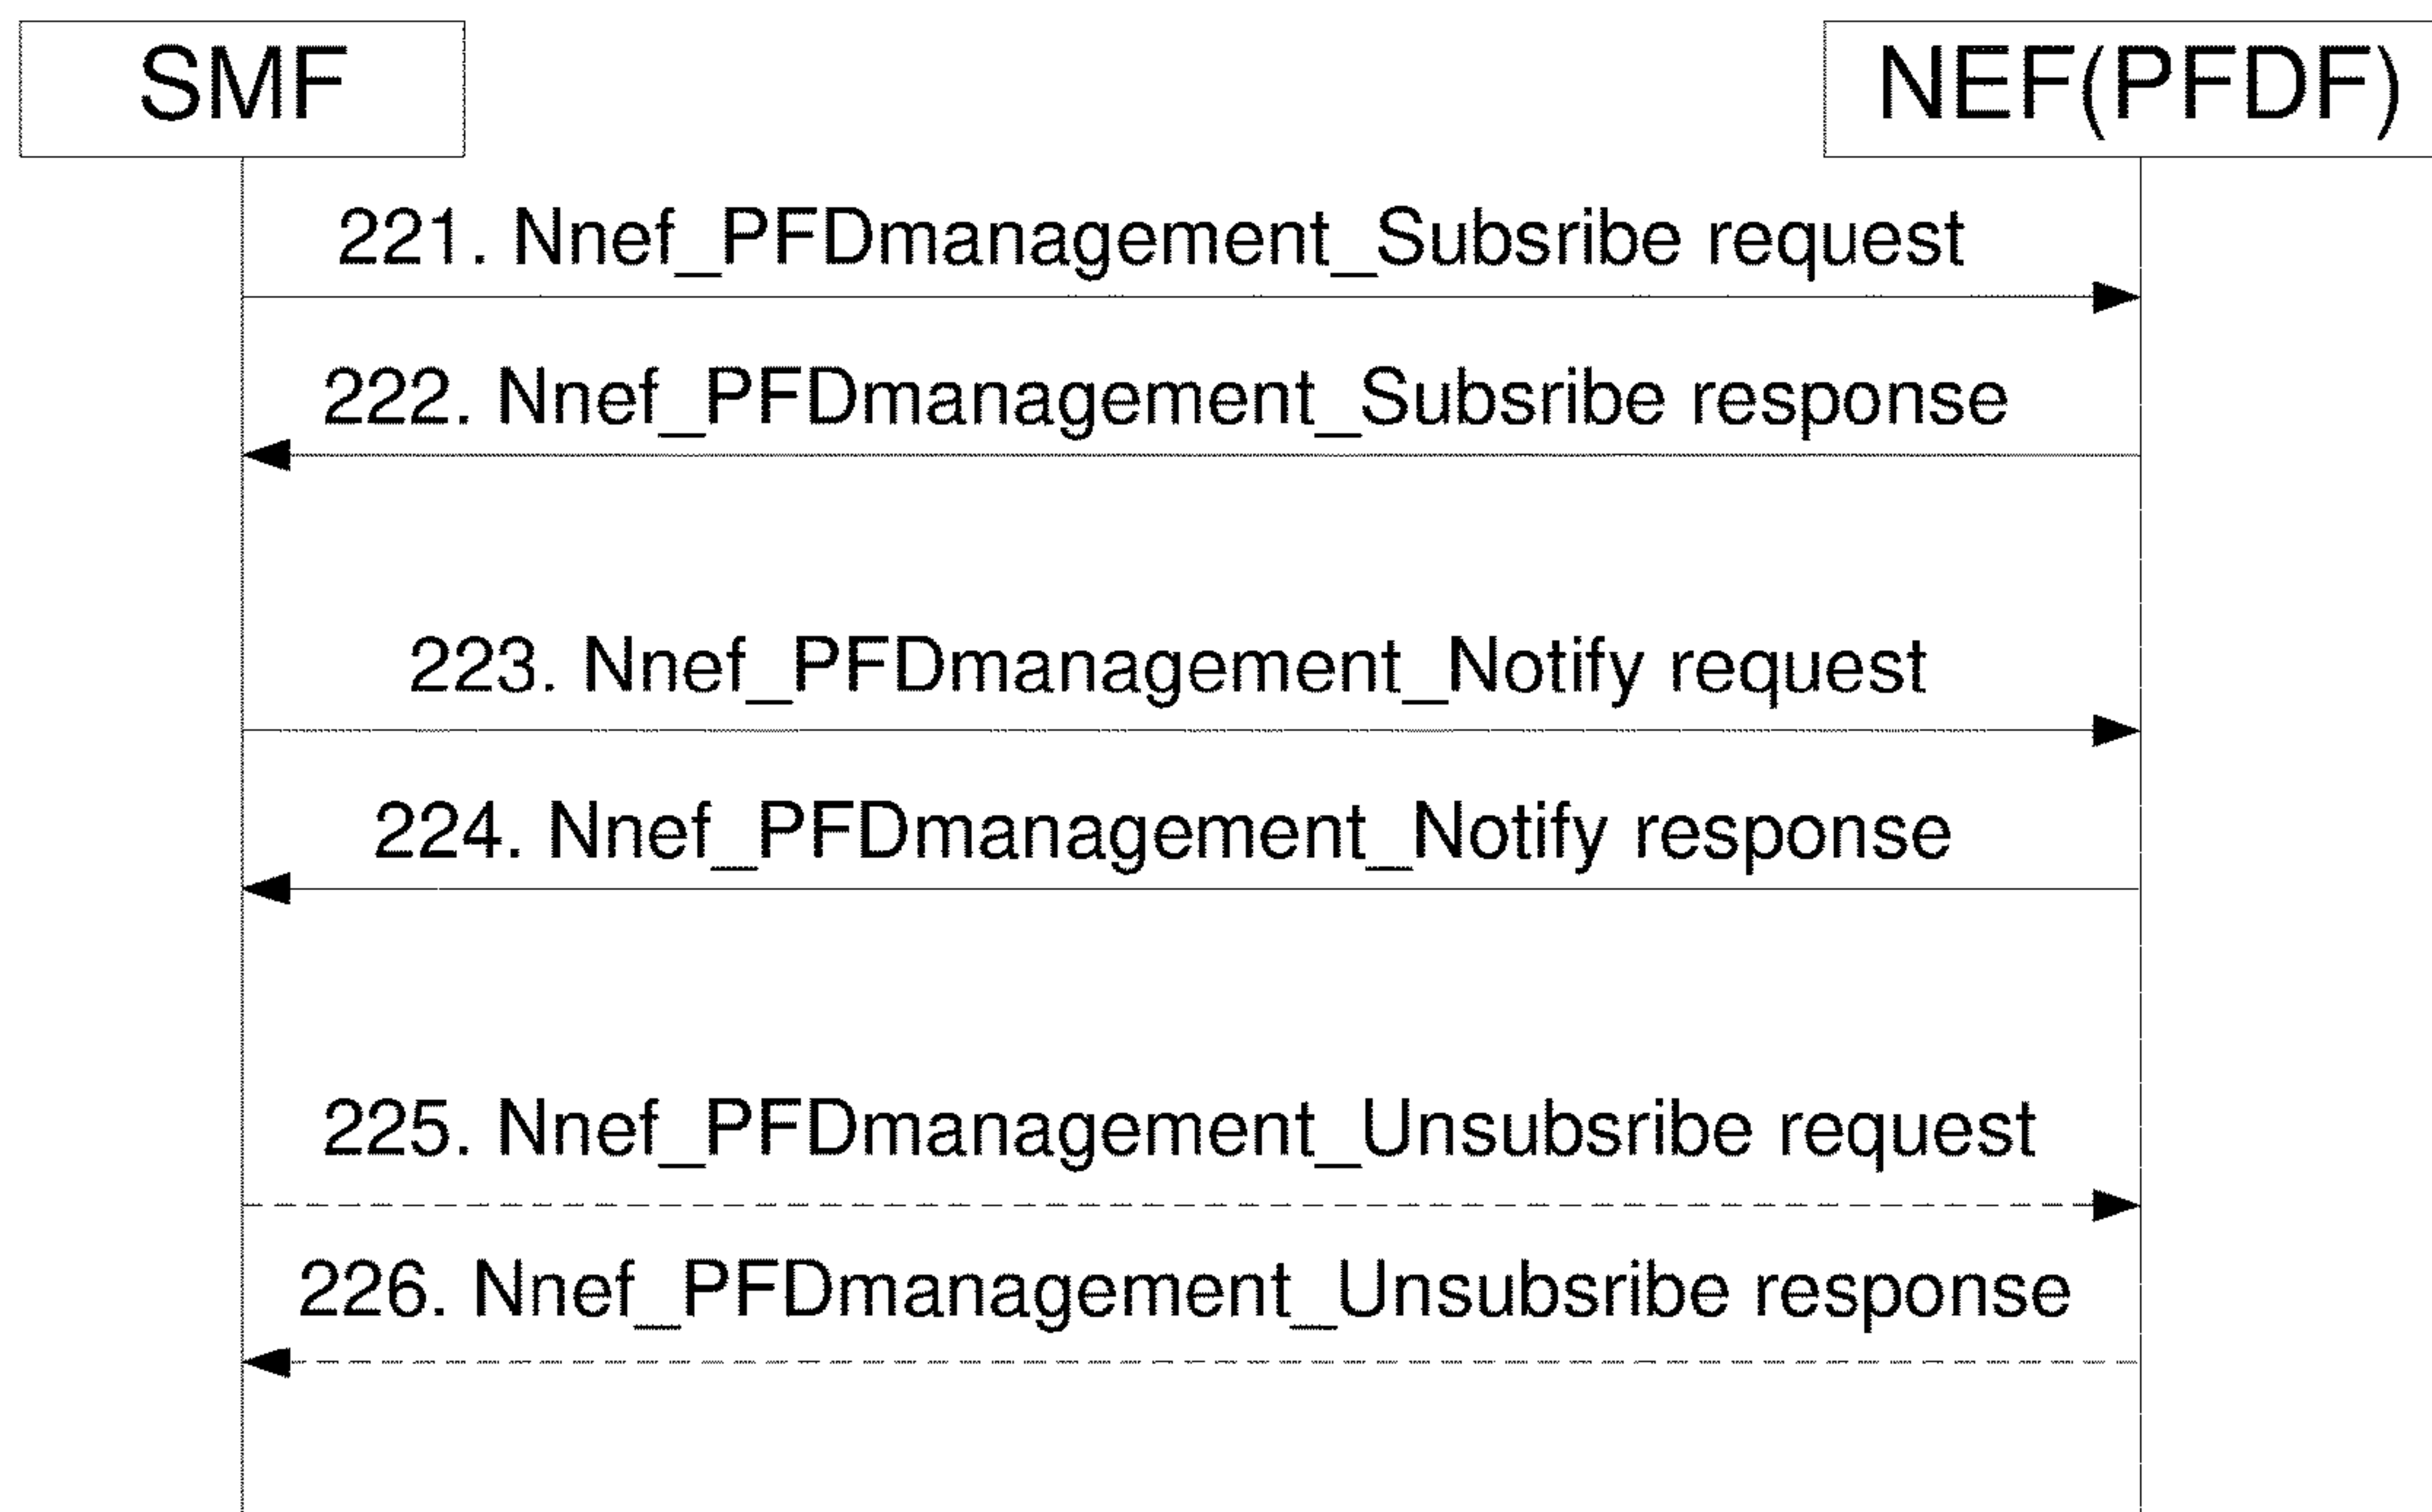 SMF
NEF(PFDF)
221. Nnef_PFDmanagement_Subsribe request
222. Nnef_PFDmanagement_Subsribe response
223. Nnef_PFDmanagement_Notify request
224. Nnef_PFDmanagement_Notify response
225. Nnef_PFDmanagement_Unsubsribe request
226. Nnef_PFDmanagement_Unsubsribe response